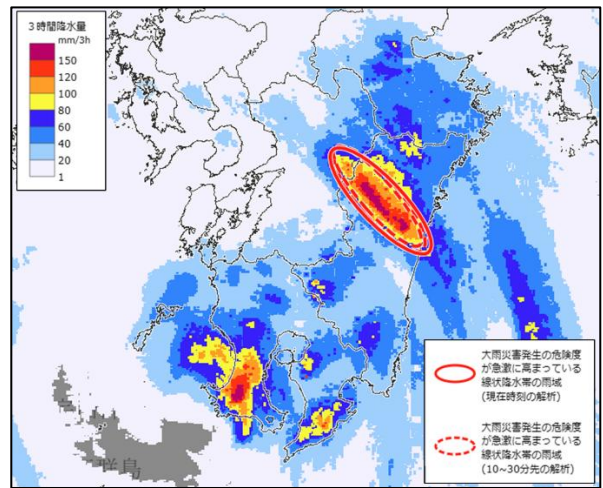 3時間降水量
mm/3h
150
120
100
80
60
40
20
1
大雨災害発生の危険度
が急激に高まっている
線状降水帯の雨域
(現在時刻の解析)
大雨災害発生の危険度
が急激に高まっている
線状降水帯の雨域
(10~30分先の解析)